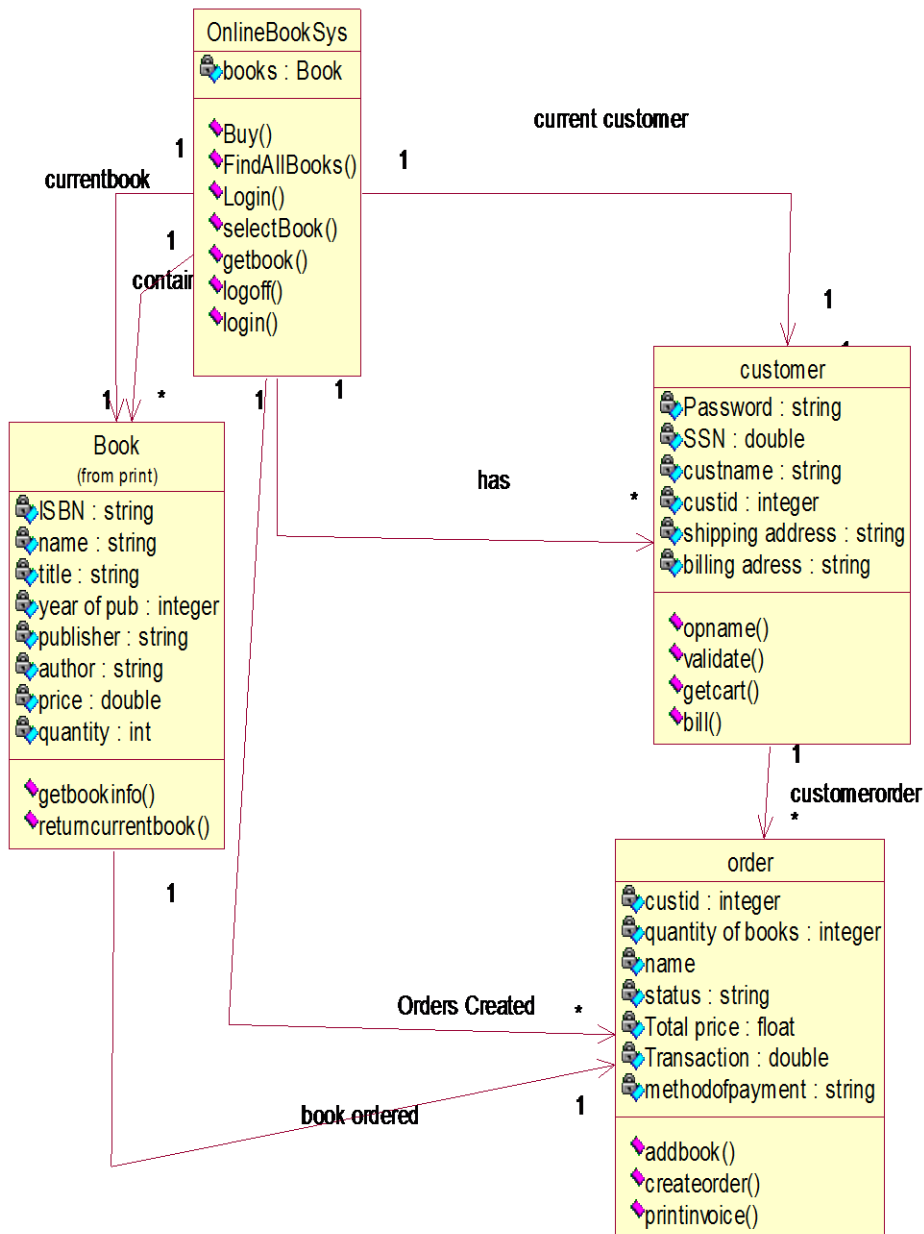 OnlineBookSys
books : Book
Buy()
FindAllBooks()
Login()
selectBook()
getbook()
logoff()
login()
current customer
1
1
currentbook
1
contain
1
1
*
1
1
1
1
has
*
customer
Password : string
SSN : double
custname : string
custid : integer
shipping address : string
billing adress : string
opname()
validate()
getcart()
bill()
Book
(from print)
ISBN : string
name : string
title : string
year of pub : integer
publisher : string
author : string
price : double
quantity : int
getbookinfo()
returncurrentbook()
1
customerorder
*
1
Orders Created
*
book ordered
1
order
custid : integer
quantity of books : integer
name
status : string
Total price : float
Transaction : double
methodofpayment : string
addbook()
createorder()
printinvoice()